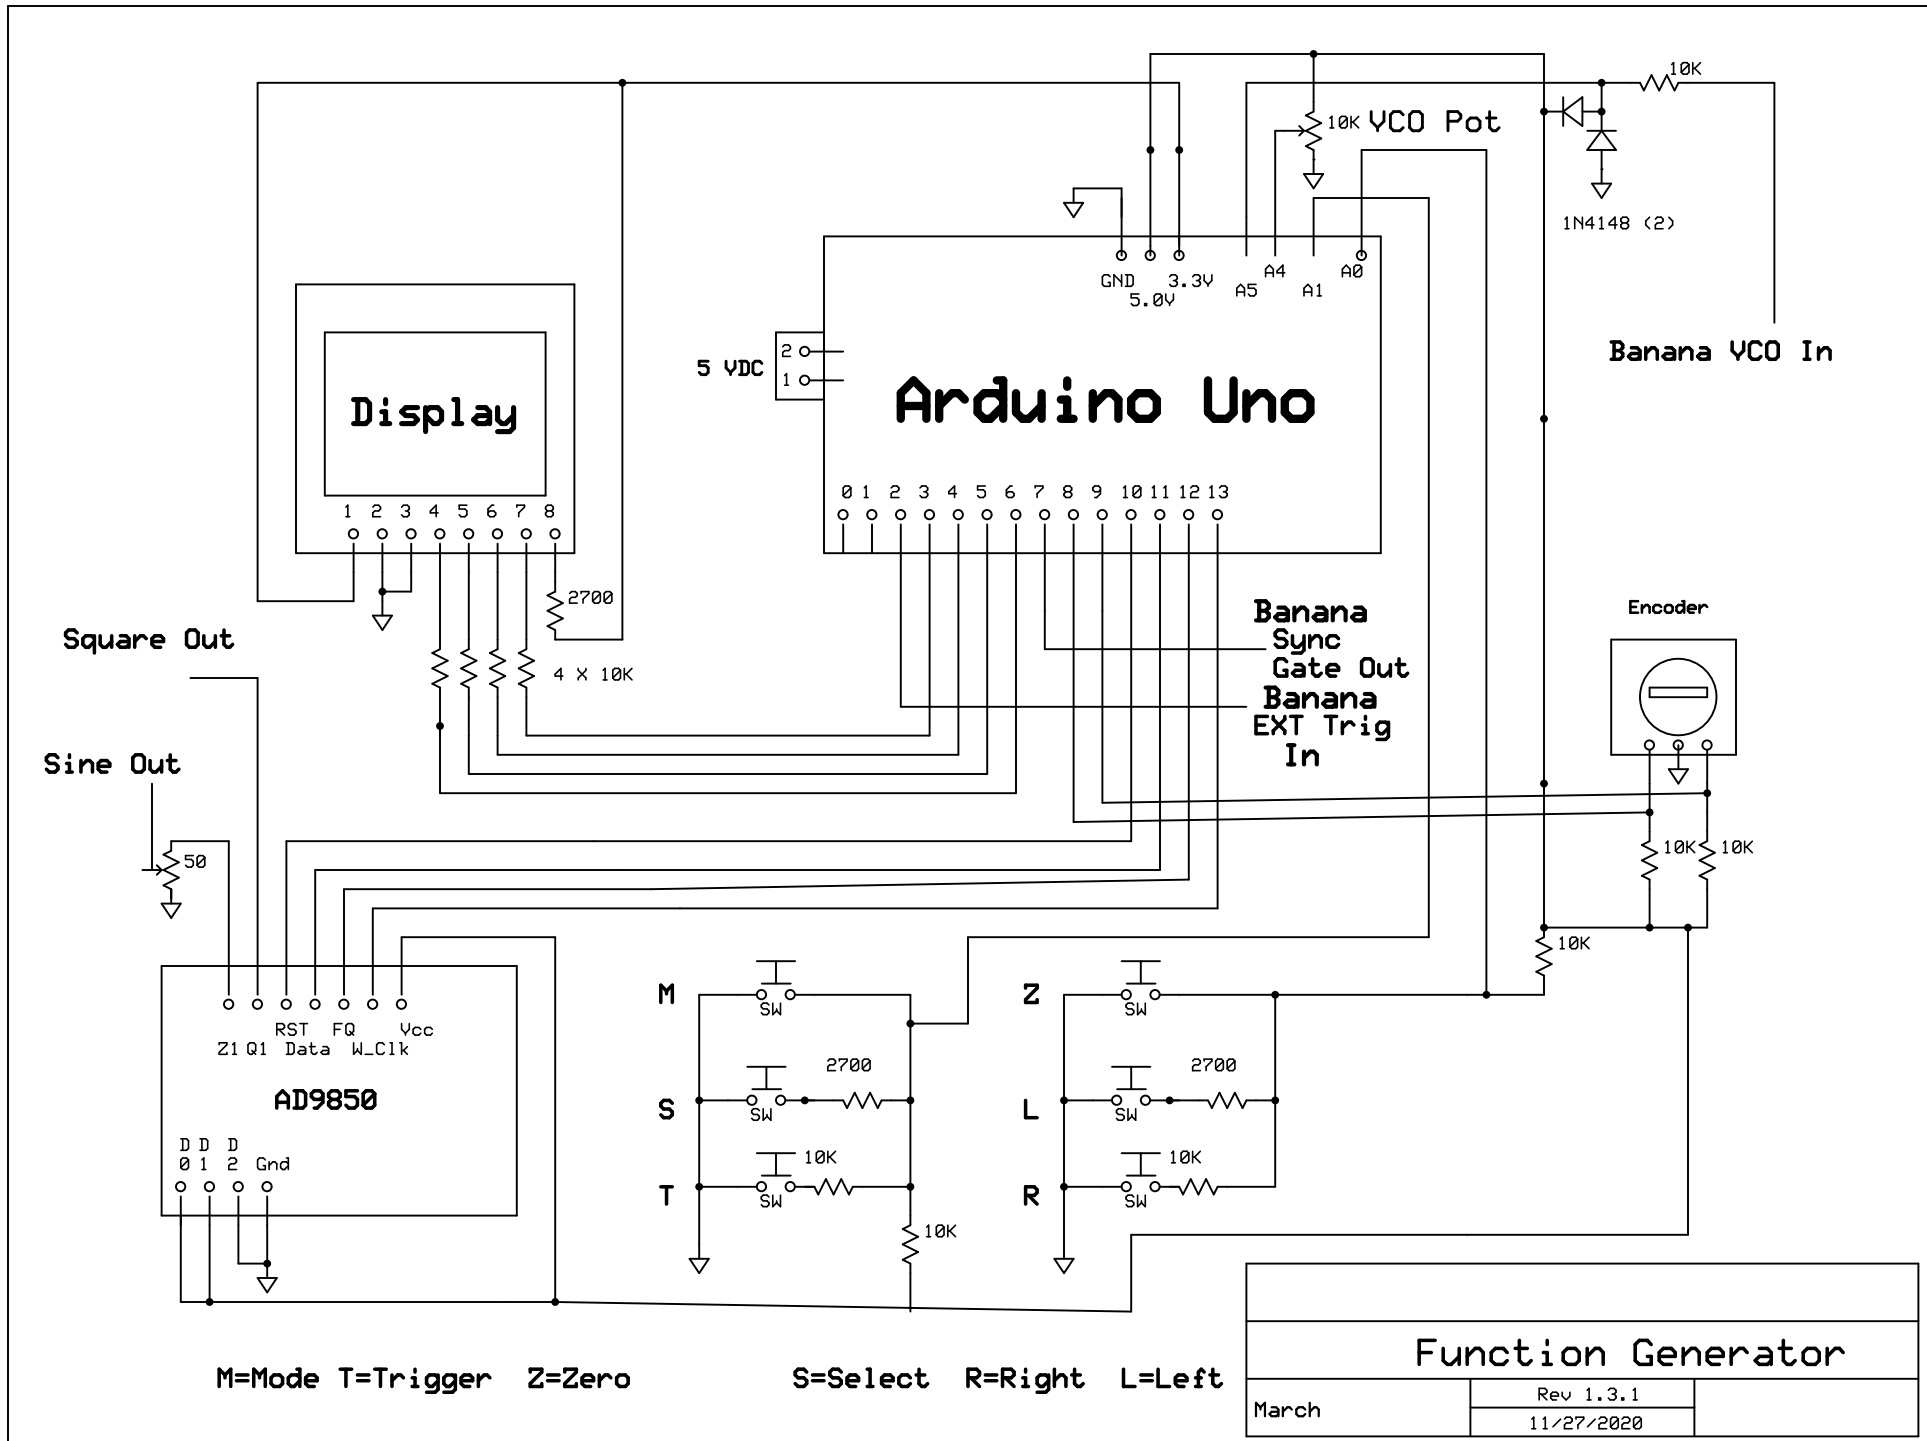 10K
10K VCO Pot
1N4148 (2)
GND
5.0V
3.3V
A5
A4
A1
A0
Banana VCO In
5 VDC
2
1
Arduino Uno
Display
0 1 2 3 4 5 6 7 8 9 10 11 12 13
1 2 3 4 5 6 7 8
2700
4 X 10K
Square Out
Sine Out
50
Banana
Sync
Gate Out
Banana
EXT Trig
In
Encoder
10K
10K
10K
RST FQ Vcc
Z1 Q1 Data W_Clk
AD9850
D D D
0 1 2 Gnd
M
SW
S
SW
2700
T
SW
10K
10K
Z
SW
L
SW
2700
R
SW
10K
M=Mode T=Trigger Z=Zero S=Select R=Right L=Left
Function Generator
March
Rev 1.3.1
11/27/2020